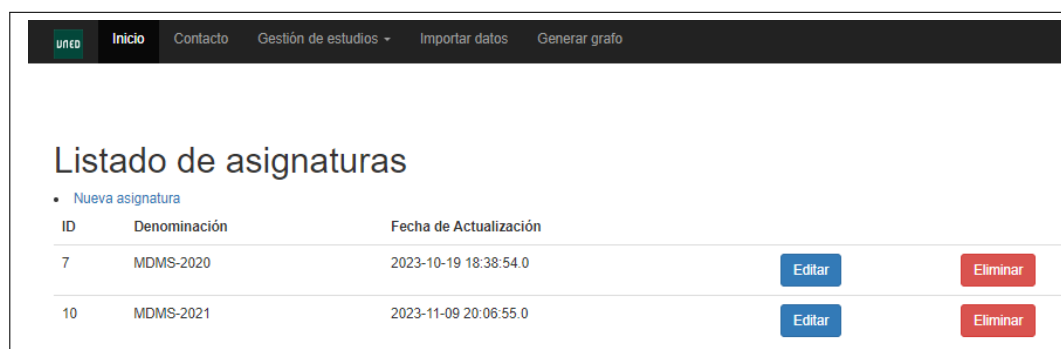 UNED Inicio Contacto Gestión de estudios Importar datos Generar grafo
Listado de asignaturas
• Nueva asignatura
ID Denominación Fecha de Actualización
7 MDMS-2020 2023-10-19 18:38:54.0 Editar Eliminar
10 MDMS-2021 2023-11-09 20:06:55.0 Editar Eliminar